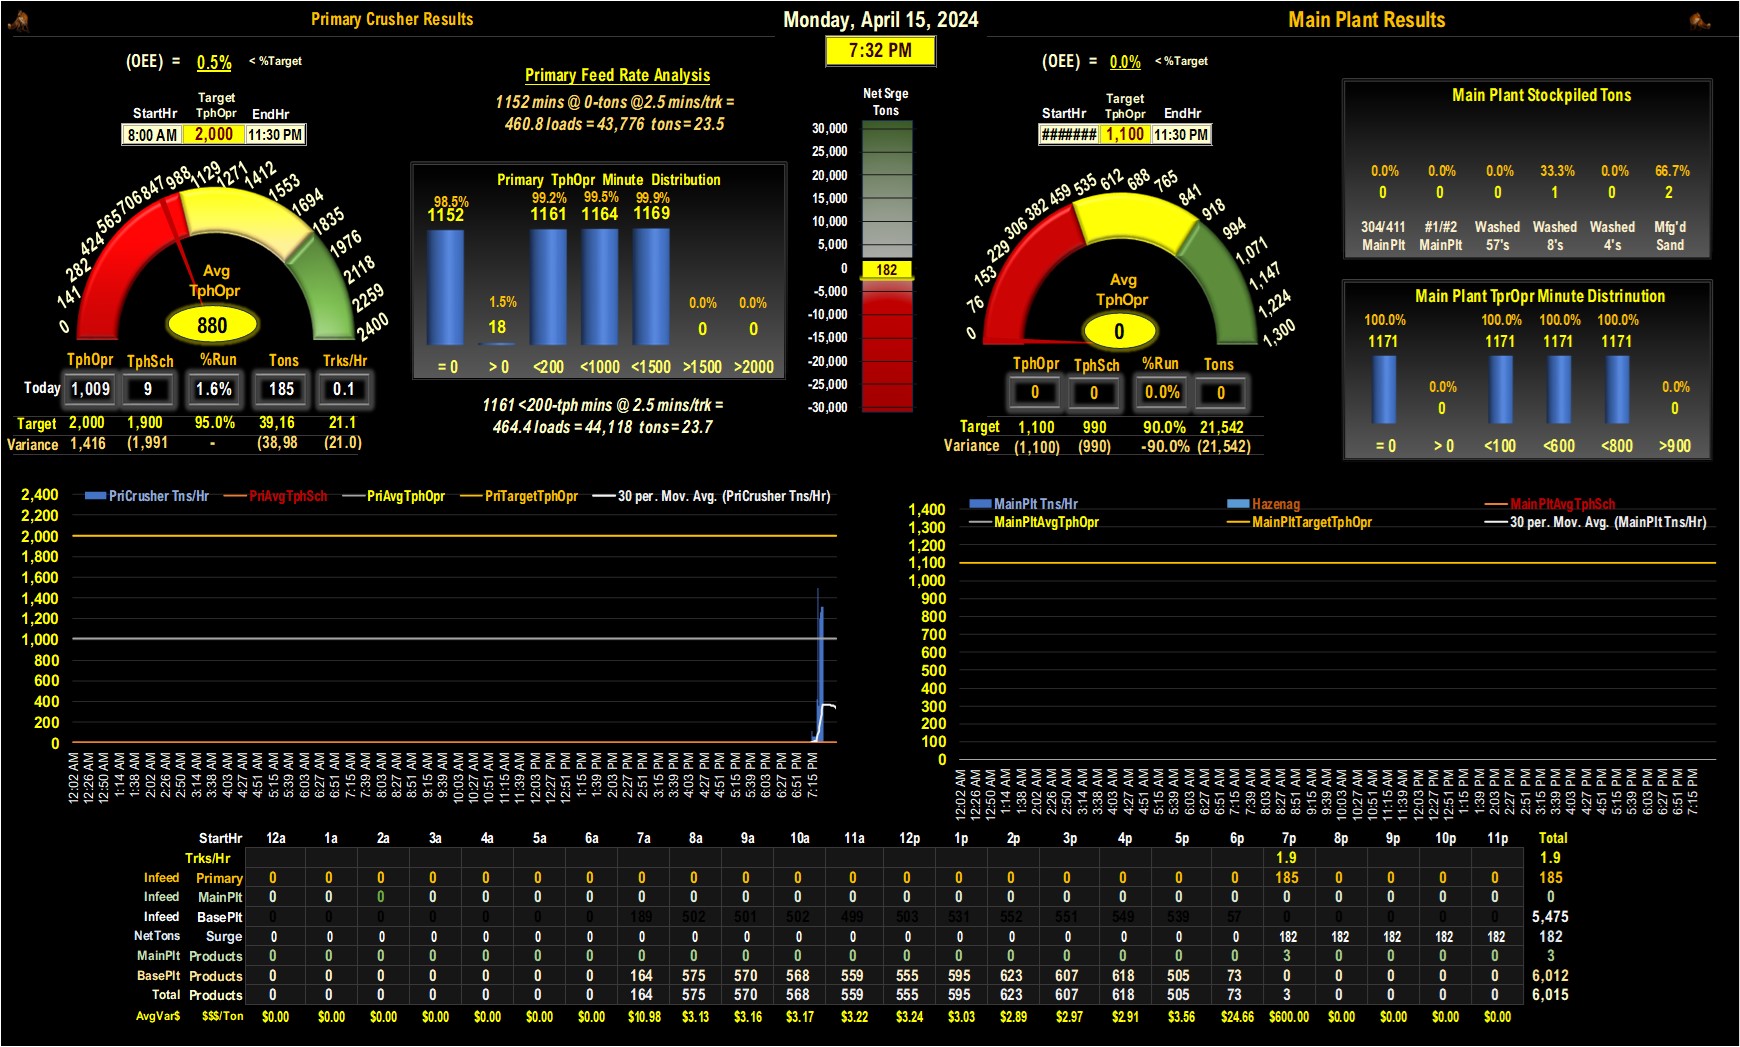 Primary Crusher Results
Monday, April 15, 2024
Main Plant Results
7:32 PM
(OEE) = 0.5% < %Target
StartHr Target TphOpr EndHr
8:00 AM 2,000 11:30 PM
0 141 282 424 565 706 847 988 1129 1271 1412 1553 1694 1835 1976 2118 2259 2400
Avg
TphOpr
880
TphOpr TphSch %Run Tons Trks/Hr
Today 1,009 9 1.6% 185 0.1
Target 2,000 1,900 95.0% 39,16 21.1
Variance 1,416 (1,991 - (38,98 (21.0)
Primary Feed Rate Analysis
1152 mins @ 0-tons @2.5 mins/trk =
460.8 loads = 43,776 tons = 23.5
Primary TphOpr Minute Distribution
98.5% 1.5% 99.2% 99.5% 99.9% 0.0% 0.0%
1152 18 1161 1164 1169 0 0
= 0 > 0 <200 <1000 <1500 >1500 >2000
1161 <200-tph mins @ 2.5 mins/trk =
464.4 loads = 44,118 tons = 23.7
Net Srge
Tons
30,000
25,000
20,000
15,000
10,000
5,000
0
-5,000
-10,000
-15,000
-20,000
-25,000
-30,000
182
(OEE) = 0.0% < %Target
StartHr Target TphOpr EndHr
####### 1,100 11:30 PM
0 76 153 229 306 382 459 535 612 688 765 841 918 994 1,071 1,147 1,224 1,300
Avg
TphOpr
0
TphOpr TphSch %Run Tons
0 0 0.0% 0
Target 1,100 990 90.0% 21,542
Variance (1,100) (990) -90.0% (21,542)
Main Plant Stockpiled Tons
0.0% 0.0% 0.0% 33.3% 0.0% 66.7%
0 0 0 1 0 2
304/411 #1/#2 Washed Washed Washed Mfg'd
MainPlt MainPlt 57's 8's 4's Sand
Main Plant TprOpr Minute Distrinution
100.0% 0.0% 100.0% 100.0% 100.0% 0.0%
1171 0 1171 1171 1171 0
= 0 > 0 <100 <600 <800 >900
PriCrusher Tns/Hr PriAvgTphSch PriAvgTphOpr PriTargetTphOpr 30 per. Mov. Avg. (PriCrusher Tns/Hr)
2,400
2,200
2,000
1,800
1,600
1,400
1,200
1,000
800
600
400
200
0
12:02 AM 12:26 AM 12:50 AM 1:14 AM 1:38 AM 2:02 AM 2:26 AM 2:50 AM 3:14 AM 3:38 AM 4:03 AM 4:27 AM 4:51 AM 5:15 AM 5:39 AM 6:03 AM 6:27 AM 6:51 AM 7:15 AM 7:39 AM 8:03 AM 8:27 AM 8:51 AM 9:15 AM 9:39 AM 10:03 AM 10:27 AM 10:51 AM 11:15 AM 11:39 AM 12:03 PM 12:27 PM 12:51 PM 1:15 PM 1:39 PM 2:03 PM 2:27 PM 2:51 PM 3:15 PM 3:39 PM 4:03 PM 4:27 PM 4:51 PM 5:15 PM 5:39 PM 6:03 PM 6:27 PM 6:51 PM 7:15 PM
MainPlt Tns/Hr Hazenag MainPltAvgTphSch
MainPltAvgTphOpr MainPltTargetTphOpr 30 per. Mov. Avg. (MainPlt Tns/Hr)
1,400
1,300
1,200
1,100
1,000
900
800
700
600
500
400
300
200
100
0
12:02 AM 12:26 AM 12:50 AM 1:14 AM 1:38 AM 2:02 AM 2:26 AM 2:50 AM 3:14 AM 3:38 AM 4:03 AM 4:27 AM 4:51 AM 5:15 AM 5:39 AM 6:03 AM 6:27 AM 6:51 AM 7:15 AM 7:39 AM 8:03 AM 8:27 AM 8:51 AM 9:15 AM 9:39 AM 10:03 AM 10:27 AM 10:51 AM 11:15 AM 11:39 AM 12:03 PM 12:27 PM 12:51 PM 1:15 PM 1:39 PM 2:03 PM 2:27 PM 2:51 PM 3:15 PM 3:39 PM 4:03 PM 4:27 PM 4:51 PM 5:15 PM 5:39 PM 6:03 PM 6:27 PM 6:51 PM 7:15 PM
StartHr 12a 1a 2a 3a 4a 5a 6a 7a 8a 9a 10a 11a 12p 1p 2p 3p 4p 5p 6p 7p 8p 9p 10p 11p Total
Trks/Hr 1.9 1.9
Infeed Primary 0 0 0 0 0 0 0 0 0 0 0 0 0 0 0 0 0 0 0 185 0 0 0 0 185
Infeed MainPlt 0 0 0 0 0 0 0 0 0 0 0 0 0 0 0 0 0 0 0 0 0 0 0 0 0
Infeed BasePlt 0 0 0 0 0 0 0 189 502 501 502 499 503 531 552 551 549 539 57 0 0 0 0 0 5,475
NetTons Surge 0 0 0 0 0 0 0 0 0 0 0 0 0 0 0 0 0 0 0 182 182 182 182 182 182
MainPlt Products 0 0 0 0 0 0 0 0 0 0 0 0 0 0 0 0 0 0 0 3 0 0 0 0 3
BasePlt Products 0 0 0 0 0 0 0 164 575 570 568 559 555 595 623 607 618 505 73 0 0 0 0 0 6,012
Total Products 0 0 0 0 0 0 0 164 575 570 568 559 555 595 623 607 618 505 73 3 0 0 0 0 6,015
AvgVar$ $$$/Ton $0.00 $0.00 $0.00 $0.00 $0.00 $0.00 $0.00 $10.98 $3.13 $3.16 $3.17 $3.22 $3.24 $3.03 $2.89 $2.97 $2.91 $3.56 $24.66 $600.00 $0.00 $0.00 $0.00 $0.00